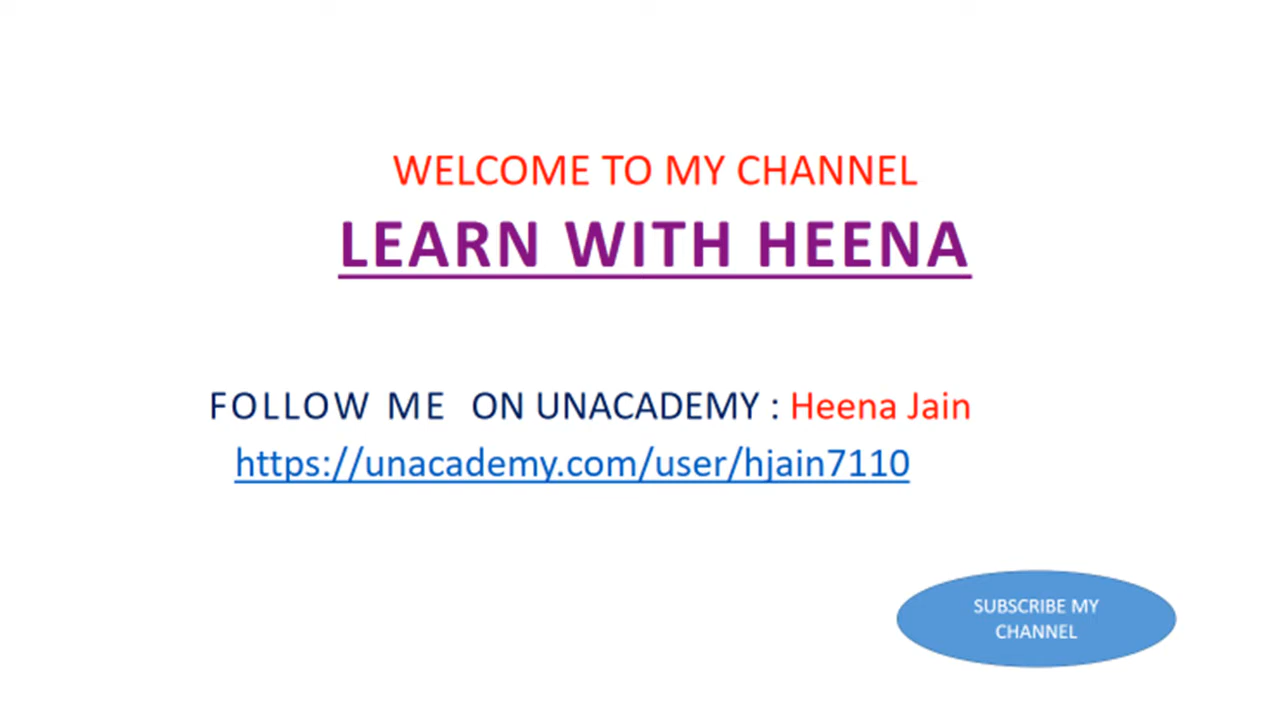 WELCOME TO MY CHANNEL
LEARN WITH HEENA
FOLLOW ME ON UNACADEMY : Heena Jain
https://unacademy.com/user/hjain7110
SUBSCRIBE MY
CHANNEL